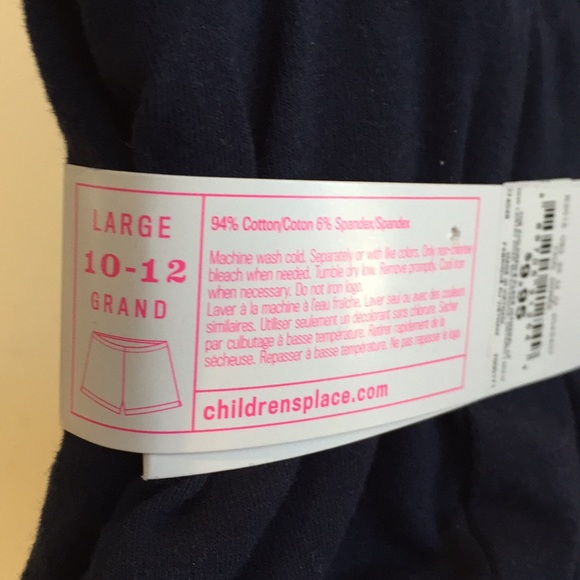 LARGE
10-12
GRAND
94% Cotton/Coton 6% Spandex/Spandex
Machine wash cold. Separately or with like colors. Only non-chlorine
bleach when needed. Tumble dry low. Remove promptly. Cool iron
when necessary. Do not iron logo.
Laver à la machine à l'eau fraîche. Laver seul ou avec des couleurs
similaires. Utiliser seulement un décolorant sans chlorure. Sécher
par culbutage à basse température. Retirer rapidement de la
sécheuse. Repasser à basse température. Ne pas repasser le logo.
childrensplace.com
$9.95